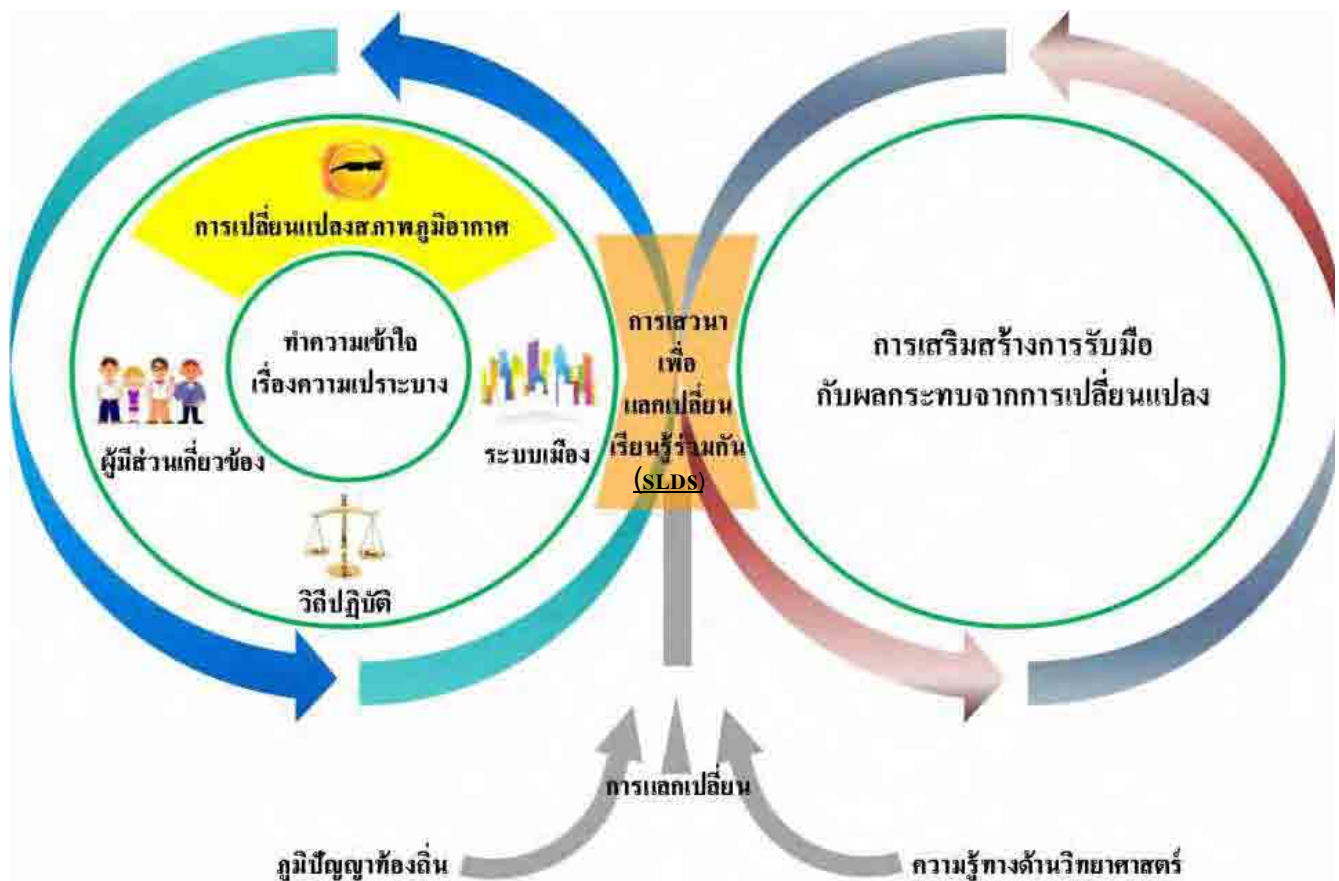 การเปลี่ยนแปลงสภาพภูมิอากาศ
ทำความเข้าใจ
เรื่องความเปราะบาง
ผู้มีส่วนเกี่ยวข้อง
ระบบเมือง
วิถีปฏิบัติ
การเสวนา
เพื่อ
แลกเปลี่ยน
เรียนรู้ร่วมกัน
(SLDS)
การเสริมสร้างการรับมือ
กับผลกระทบจากการเปลี่ยนแปลง
การแลกเปลี่ยน
ภูมิปัญญาท้องถิ่น
ความรู้ทางด้านวิทยาศาสตร์